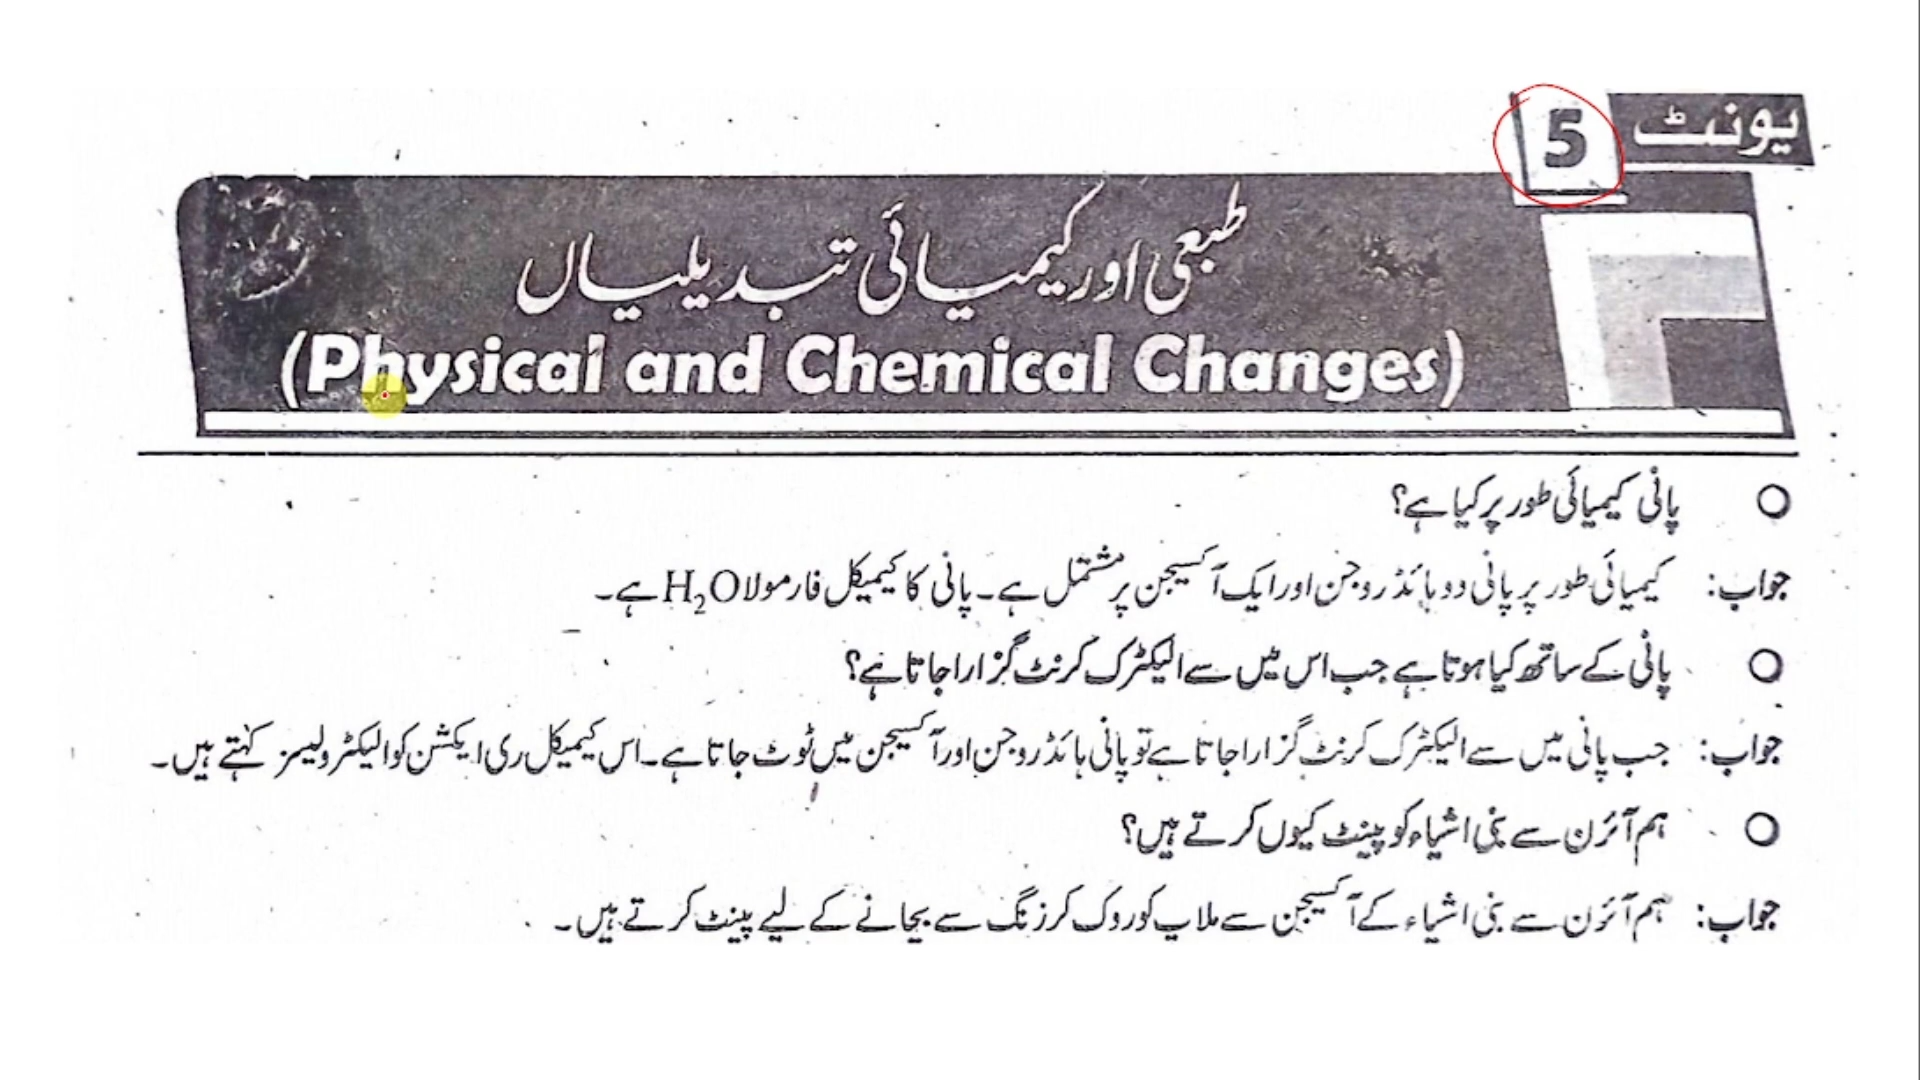 یونٹ 5
طبعی اور کیمیائی تبدیلیاں
(Physical and Chemical Changes)
پانی کیمیائی طور پر کیا ہے؟
جواب: کیمیائی طور پر پانی دو ہائڈروجن اور ایک آکسیجن پر مشتمل ہے۔ پانی کا کیمیکل فارمولا H₂O ہے۔
پانی کے ساتھ کیا ہوتا ہے جب اس میں سے الیکٹرک کرنٹ گزارا جاتا ہے؟
جواب: جب پانی میں سے الیکٹرک کرنٹ گزارا جاتا ہے تو پانی ہائڈروجن اور آکسیجن میں ٹوٹ جاتا ہے۔ اس کیمیکل ری ایکشن کو الیکٹرولیسز کہتے ہیں۔
ہم آئرن سے بنی اشیاء کو پینٹ کیوں کرتے ہیں؟
جواب: ہم آئرن سے بنی اشیاء کے آکسیجن سے ملاپ کو روک کر زنگ سے بچانے کے لیے پینٹ کرتے ہیں۔